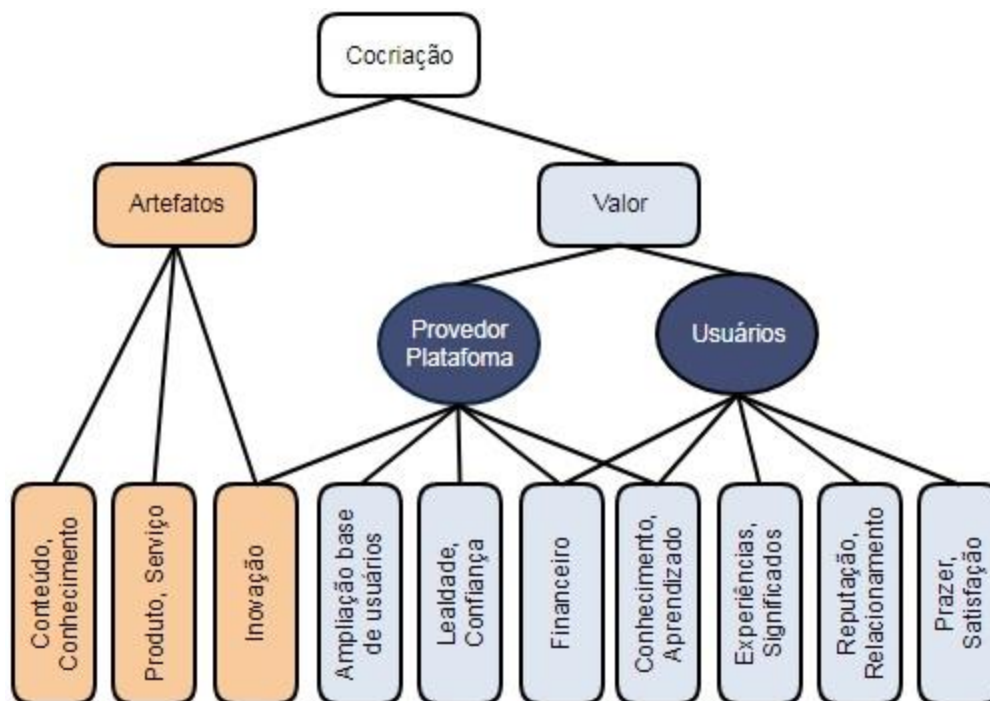 Cocriação
Artefatos
Valor
Provedor
Platafoma
Usuários
Conteúdo,
Conhecimento
Produto, Serviço
Inovação
Ampliação base
de usuários
Lealdade,
Confiança
Financeiro
Conhecimento,
Aprendizado
Experiências,
Significados
Reputação,
Relacionamento
Prazer,
Satisfação